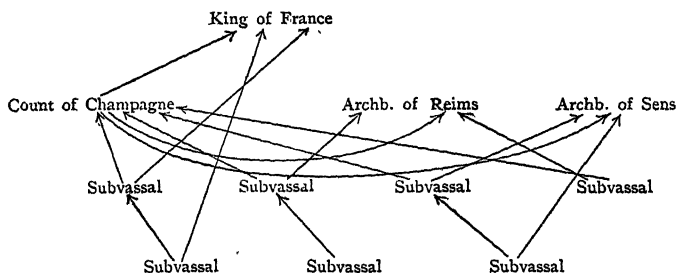 King of France
Count of Champagne Archb. of Reims Archb. of Sens
Subvassal Subvassal Subvassal Subvassal
Subvassal Subvassal Subvassal